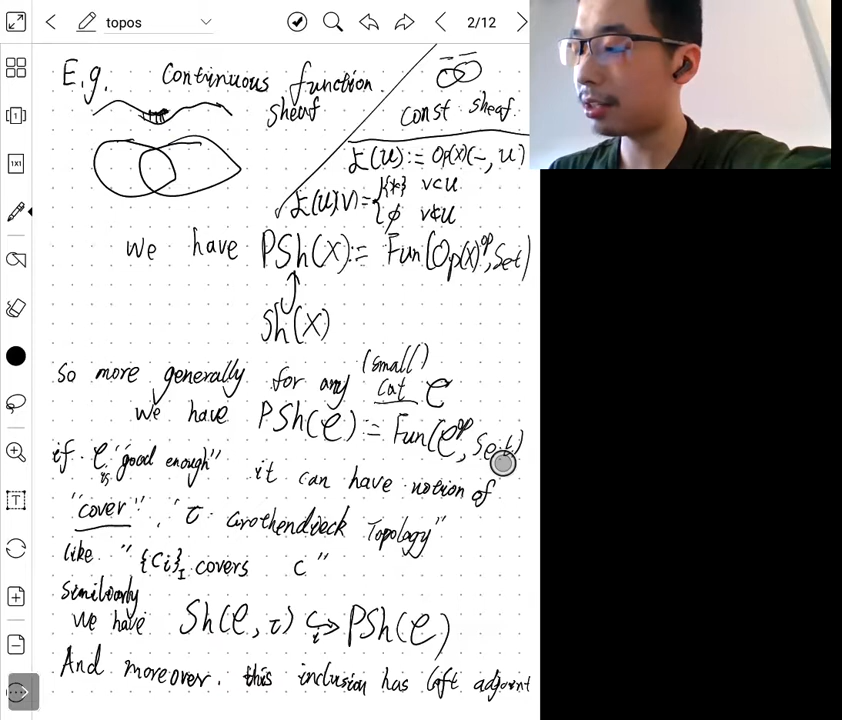 topos
2/12
E.g. Continuous function sheaf
const sheaf
よ(U) := Op(X)(-, U)
よ(U)(V) = { {*} V⊂U
∅ V⊄U
We have PSh(X) := Fun(Op(X)^op, Set)
Sh(X)
So more generally for any (small) cat C
We have PSh(C) := Fun(C^op, Set)
if C is "good enough" it can have notion of
"cover". "τ Grothendieck Topology"
like "{Ci}_I covers C"
Similarly
We have Sh(C, τ) ↪ PSh(C)
i
And moreover. this inclusion has left adjoint